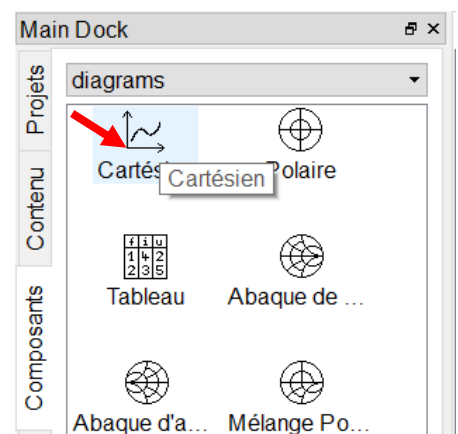 Main Dock
Projets
Contenu
Composants
diagrams
Cartés
Cartésien
Polaire
f i u
1 4 2
2 3 5
Tableau
Abaque de ...
Abaque d'a...
Mélange Po...